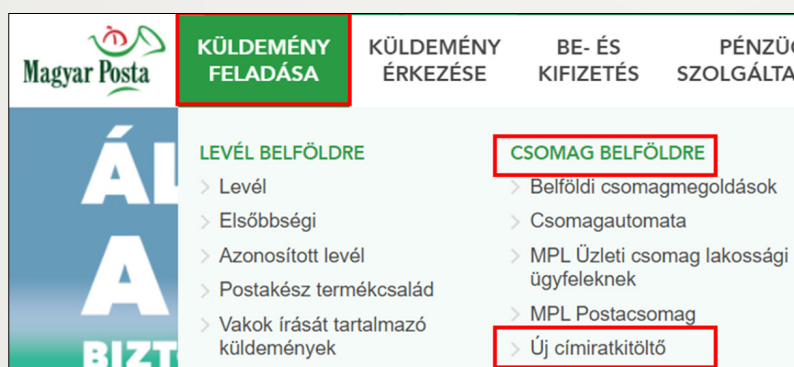 Magyar Posta
KÜLDEMÉNY
FELADÁSA
KÜLDEMÉNY
ÉRKEZÉSE
BE- ÉS
KIFIZETÉS
LEVÉL BELFÖLDRE
Levél
Elsőbbségi
Azonosított levél
Postakész termékcsalád
Vakok írását tartalmazó
küldemények
CSOMAG BELFÖLDRE
Belföldi csomagmegoldások
Csomagautomata
MPL Üzleti csomag lakossági
ügyfeleknek
MPL Postacsomag
Új címiratkitöltő
A